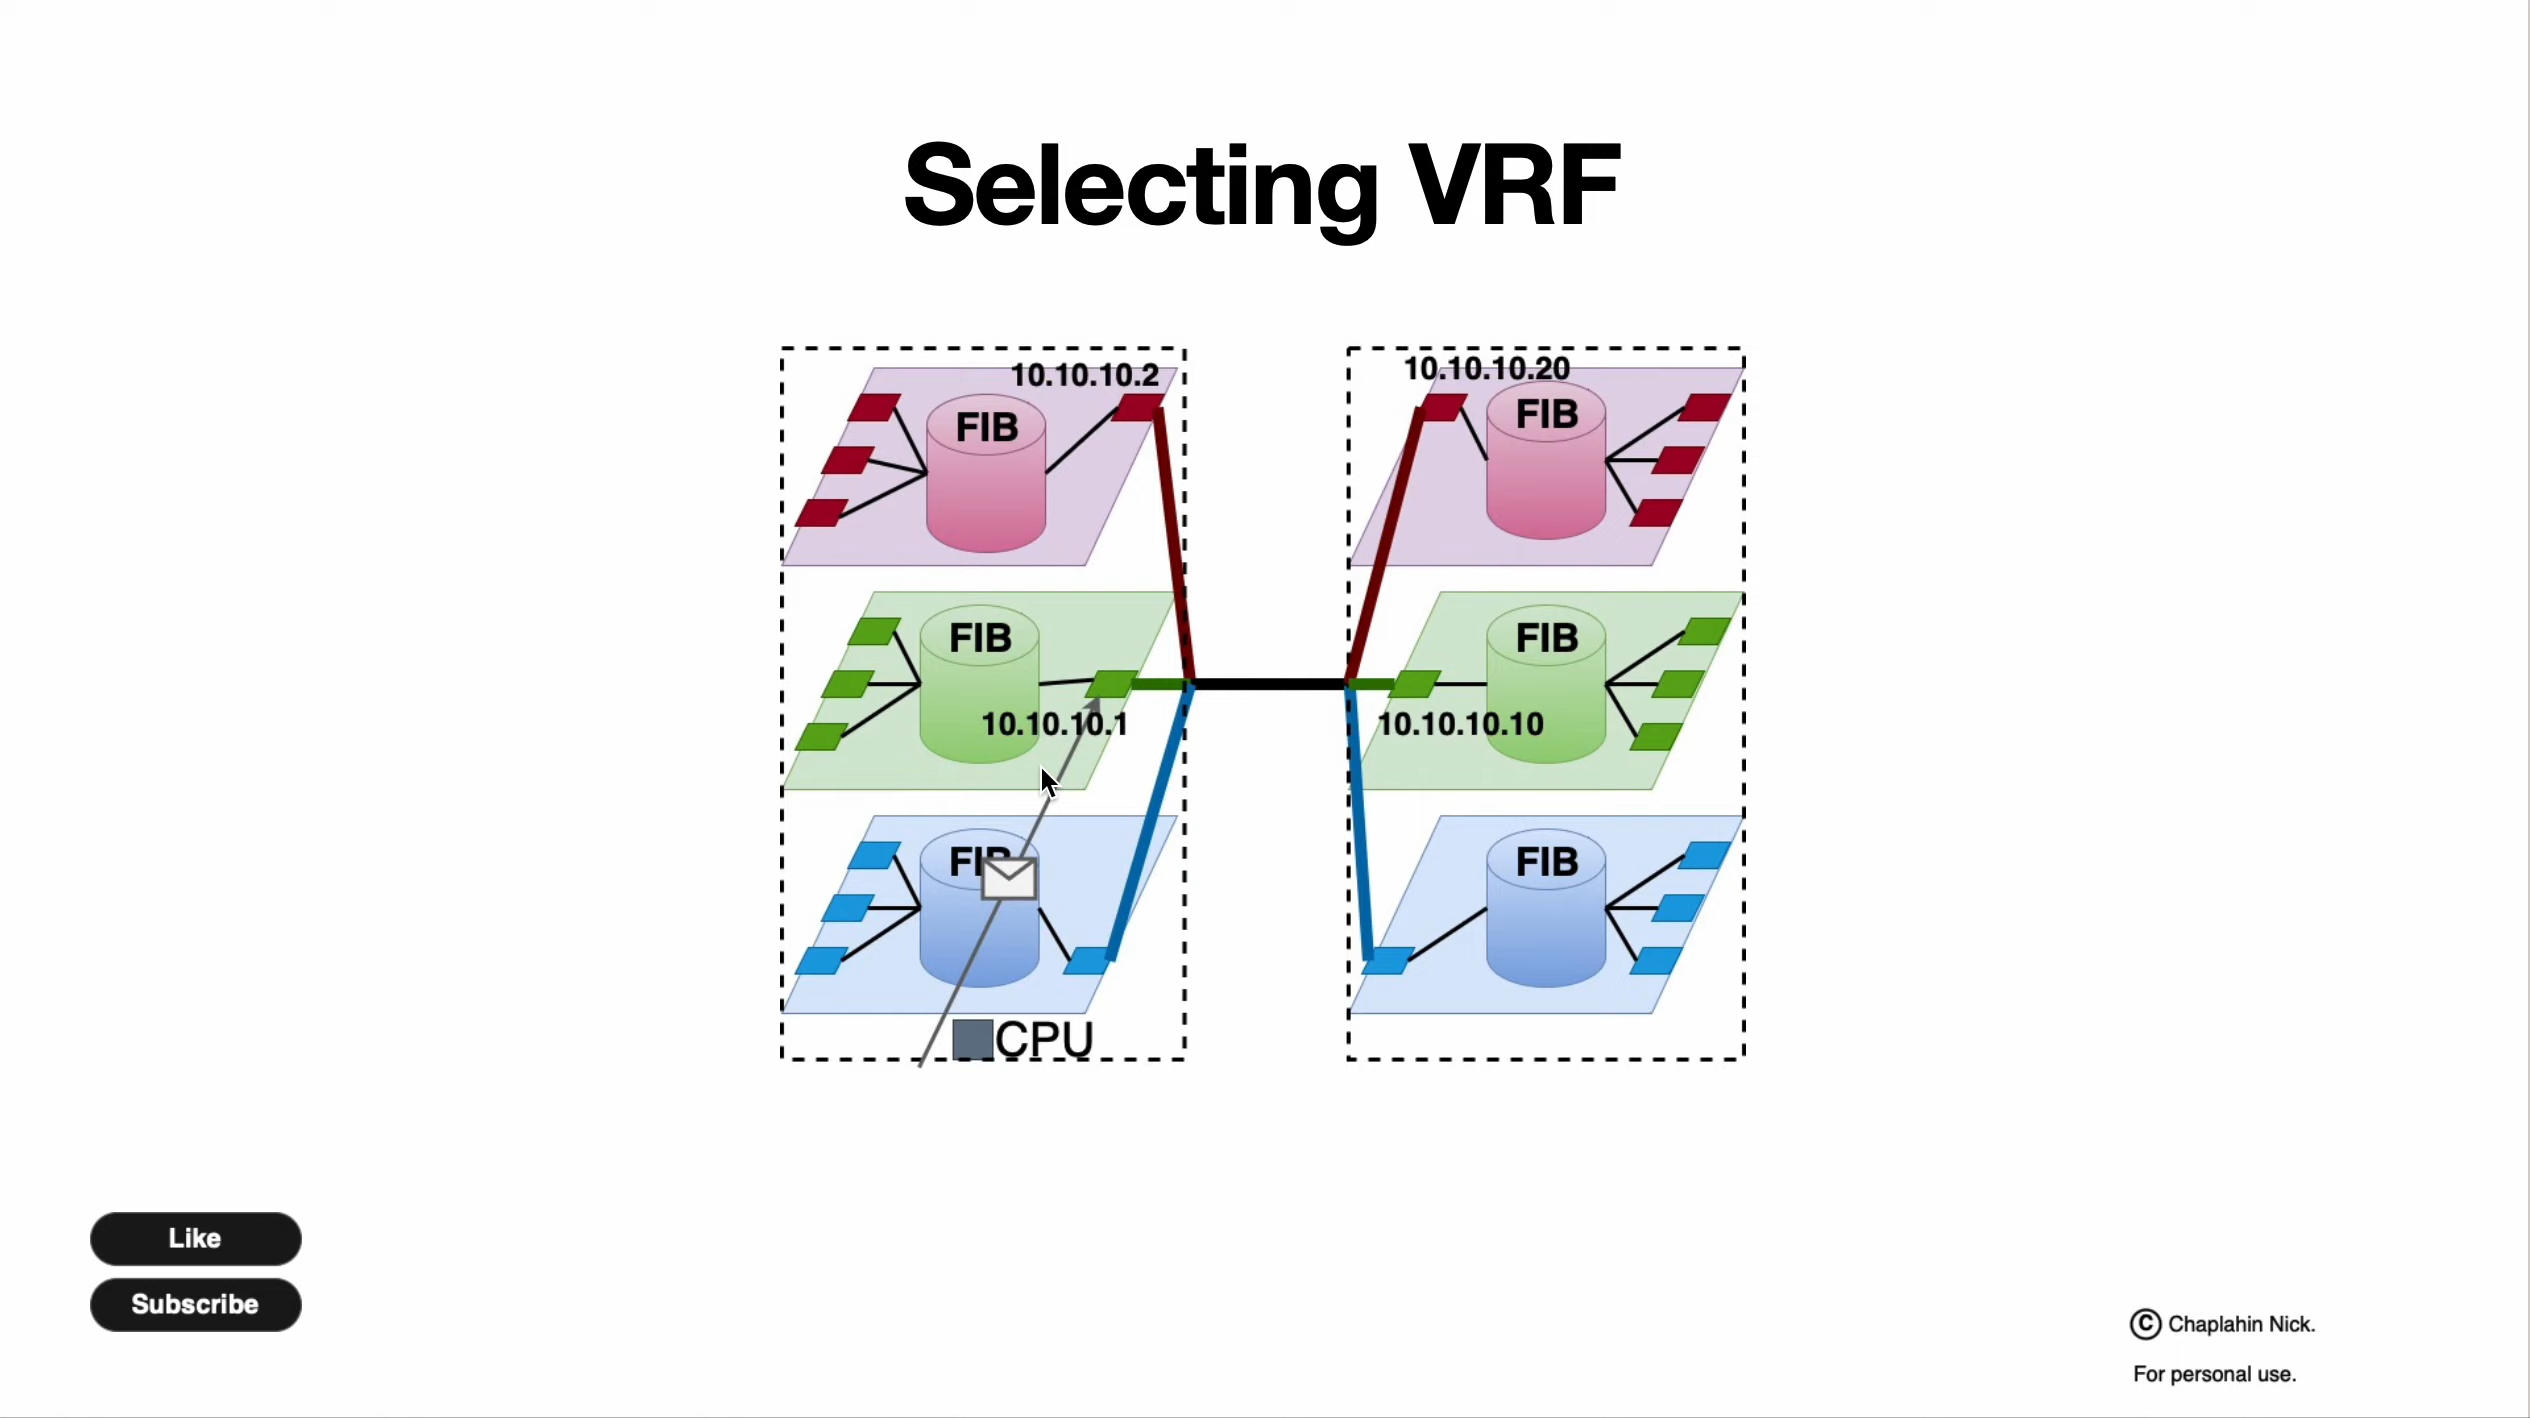 Selecting VRF
10.10.10.2
10.10.10.20
FIB
FIB
FIB
FIB
10.10.10.1
10.10.10.10
FIB
FIB
CPU
Like
Subscribe
© Chaplahin Nick.
For personal use.